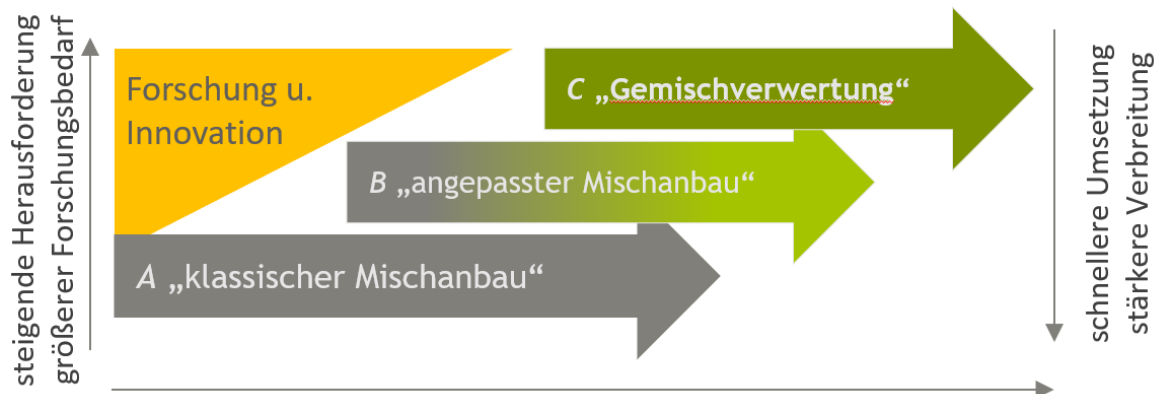 steigende Herausforderung
größerer Forschungsbedarf
Forschung u.
Innovation
C „Gemischverwertung“
B „angepasster Mischanbau“
A „klassischer Mischanbau“
schnellere Umsetzung
stärkere Verbreitung